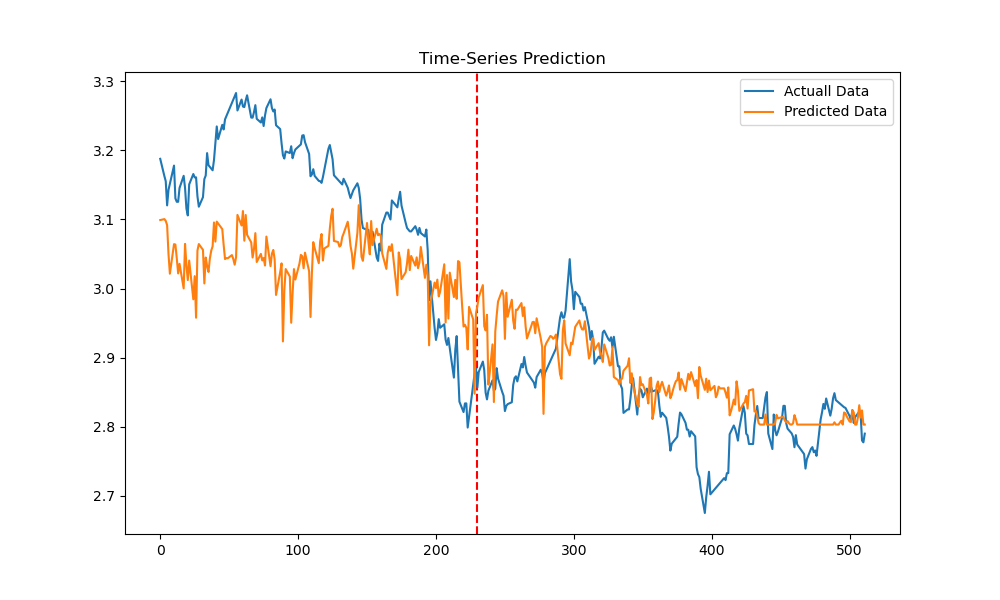 Time-Series Prediction
Actuall Data
Predicted Data
3.3
3.2
3.1
3.0
2.9
2.8
2.7
0 100 200 300 400 500